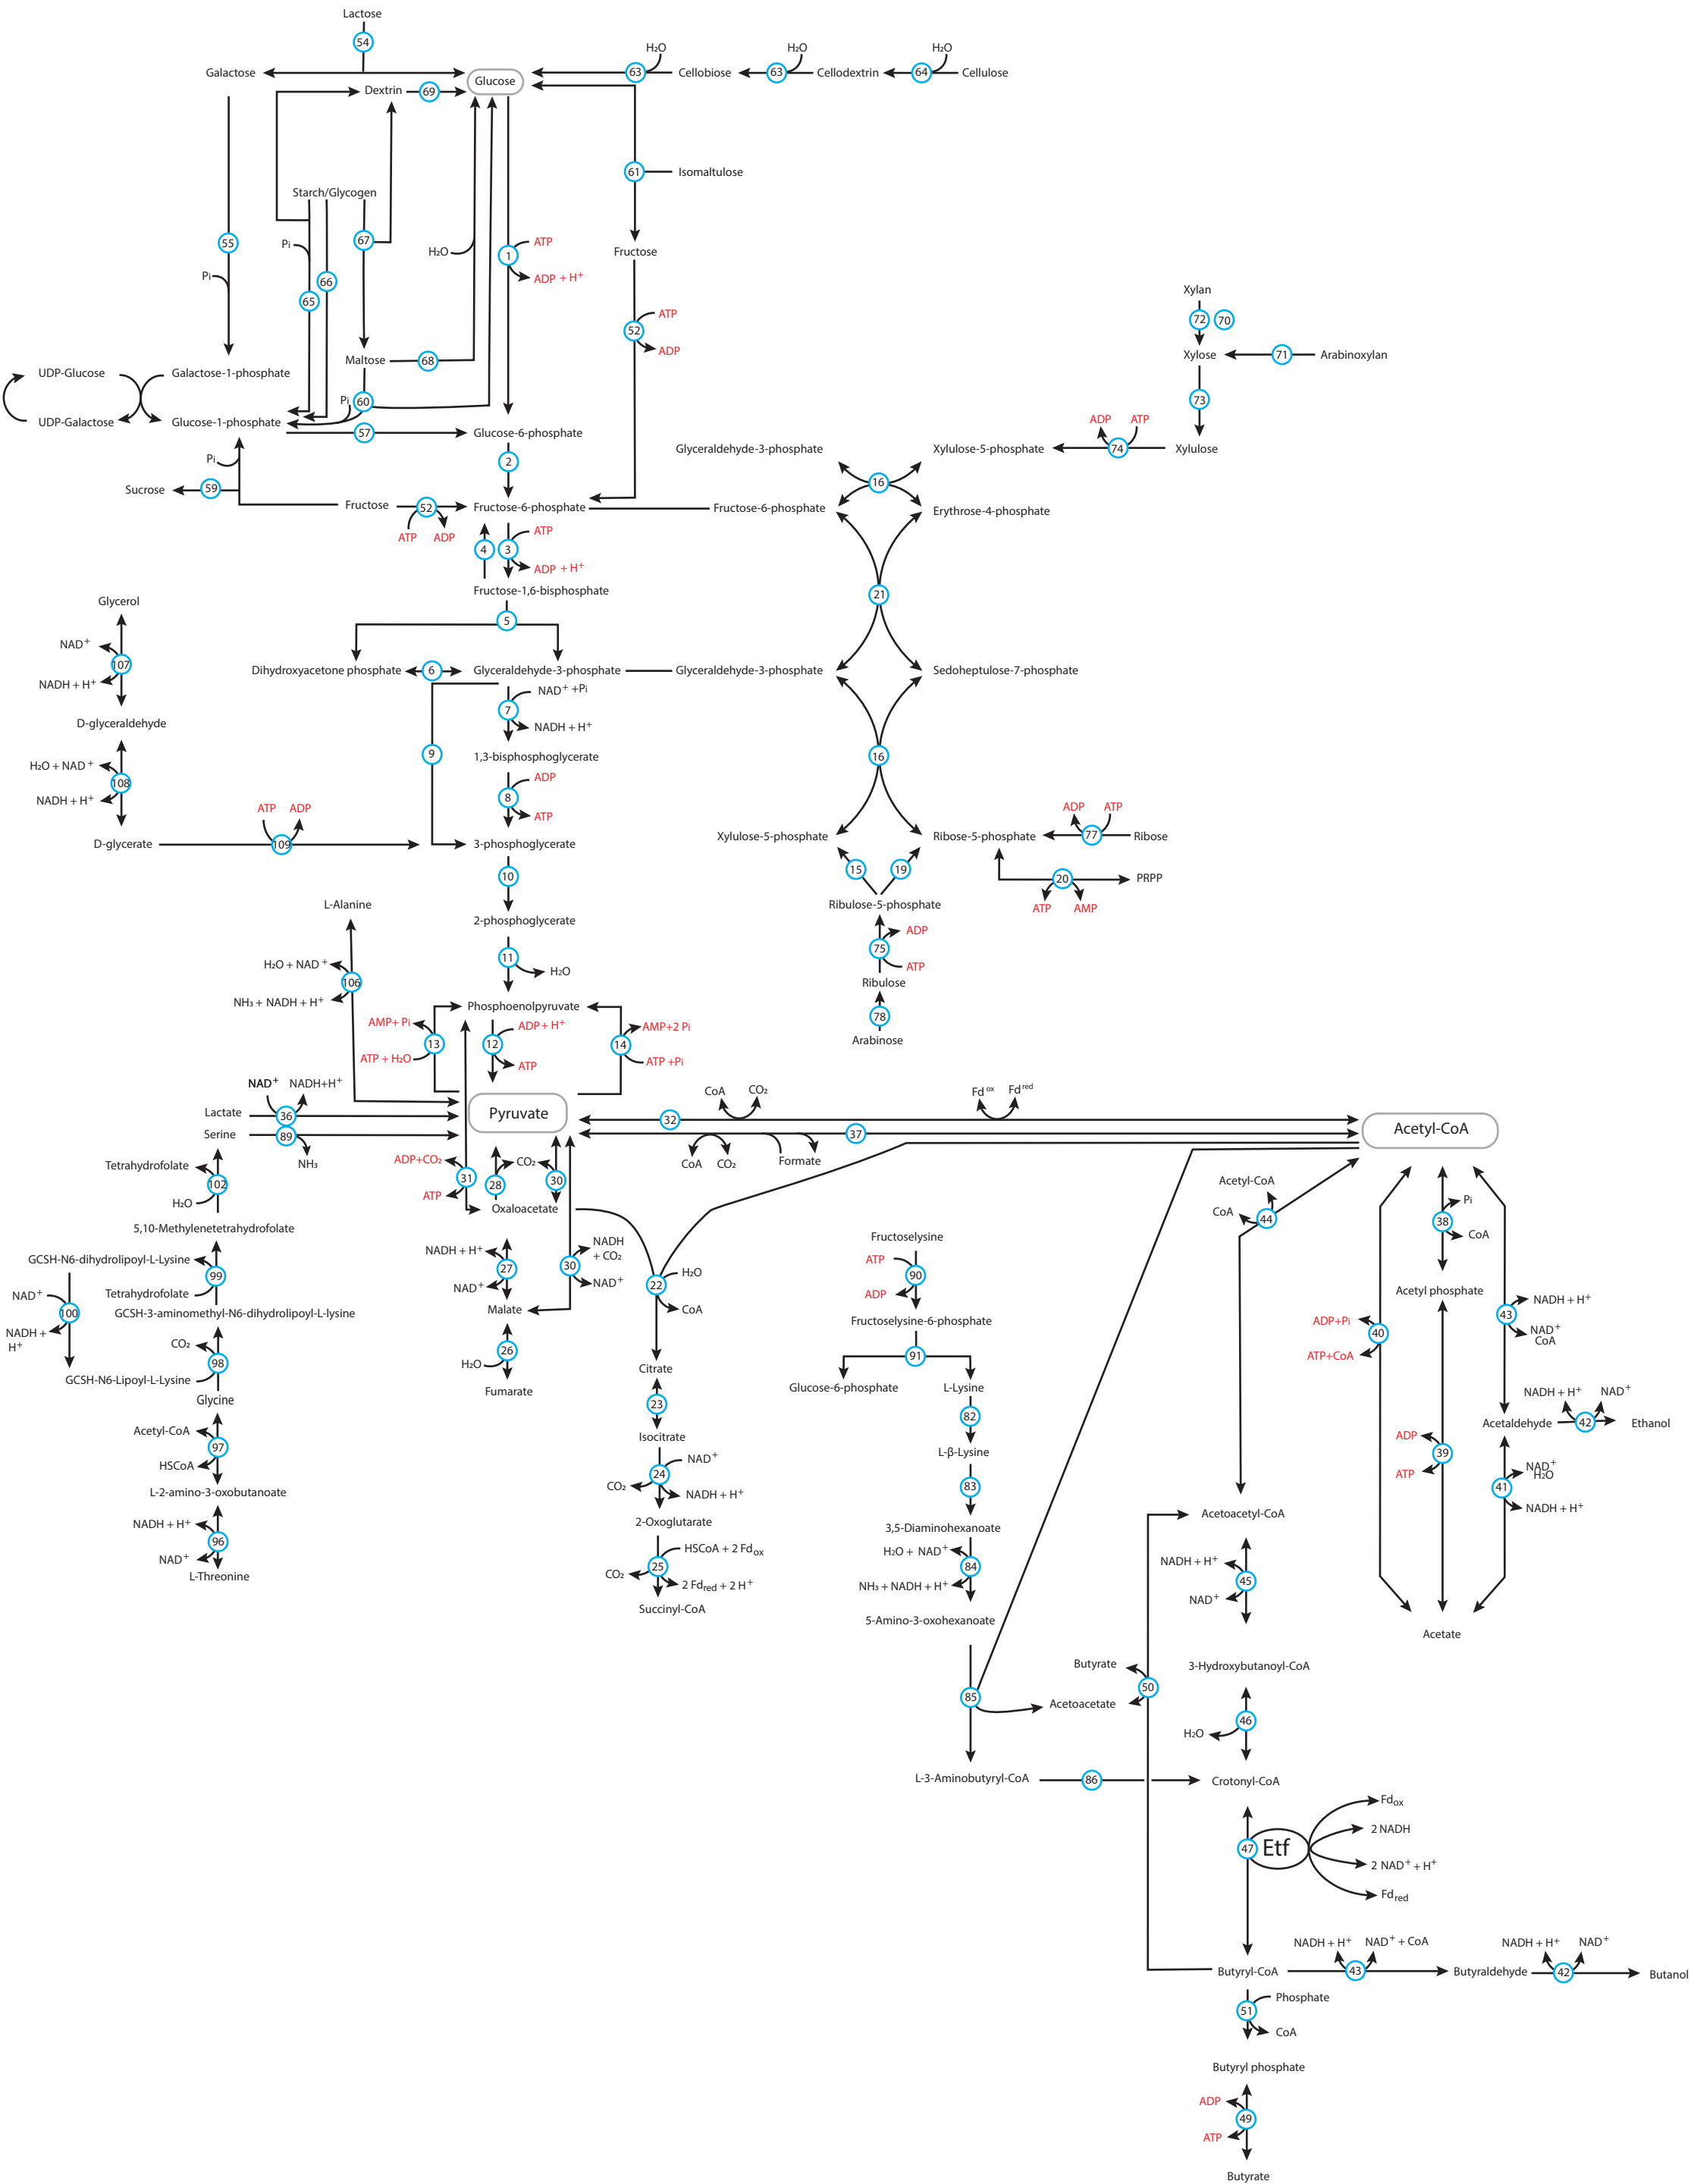 Lactose
54
Galactose
Glucose
H₂O
63
Cellobiose
H₂O
63
Cellodextrin
H₂O
64
Cellulose
Dextrin
69
61
Isomaltulose
Starch/Glycogen
55
Pi
Pi
65
66
67
H₂O
1
ATP
ADP + H⁺
Fructose
52
ATP
ADP
Maltose
68
Pi
60
UDP-Glucose
Galactose-1-phosphate
UDP-Galactose
Glucose-1-phosphate
57
Glucose-6-phosphate
2
Pi
Sucrose
59
Fructose
52
ATP
ADP
Fructose-6-phosphate
Xylan
72
70
Xylose
71
Arabinoxylan
73
ADP
ATP
Xylulose-5-phosphate
74
Xylulose
Glyceraldehyde-3-phosphate
16
Fructose-6-phosphate
Erythrose-4-phosphate
4
3
ATP
ADP + H⁺
Fructose-1,6-bisphosphate
5
21
Dihydroxyacetone phosphate
6
Glyceraldehyde-3-phosphate
Glyceraldehyde-3-phosphate
Sedoheptulose-7-phosphate
Glycerol
NAD⁺
107
NADH + H⁺
D-glyceraldehyde
H₂O + NAD⁺
108
NADH + H⁺
D-glycerate
ATP
ADP
109
7
NAD⁺ +Pi
NADH + H⁺
9
1,3-bisphosphoglycerate
8
ADP
ATP
3-phosphoglycerate
10
2-phosphoglycerate
11
H₂O
16
Xylulose-5-phosphate
Ribose-5-phosphate
ADP
ATP
77
Ribose
15
19
20
PRPP
ATP
AMP
Ribulose-5-phosphate
75
ADP
ATP
Ribulose
78
Arabinose
L-Alanine
H₂O + NAD⁺
106
NH₃ + NADH + H⁺
Phosphoenolpyruvate
AMP+ Pi
13
ATP + H₂O
12
ADP + H⁺
ATP
14
AMP+2 Pi
ATP +Pi
NAD⁺
NADH+H⁺
Lactate
36
Serine
89
NH₃
Pyruvate
32
CoA
CO₂
Fd ox
Fd red
37
CoA
CO₂
Formate
Acetyl-CoA
Tetrahydrofolate
102
H₂O
5,10-Methylenetetrahydrofolate
GCSH-N6-dihydrolipoyl-L-Lysine
99
Tetrahydrofolate
GCSH-3-aminomethyl-N6-dihydrolipoyl-L-lysine
NAD⁺
100
NADH +
H⁺
CO₂
98
GCSH-N6-Lipoyl-L-Lysine
Glycine
Acetyl-CoA
97
HSCoA
L-2-amino-3-oxobutanoate
NADH + H⁺
96
NAD⁺
L-Threonine
ADP+CO₂
31
ATP
28
CO₂
30
Oxaloacetate
NADH + H⁺
27
NAD⁺
30
NADH
+ CO₂
NAD⁺
Malate
26
H₂O
Fumarate
22
H₂O
CoA
Citrate
23
Isocitrate
24
NAD⁺
CO₂
NADH + H⁺
2-Oxoglutarate
HSCoA + 2 Fdox
25
CO₂
2 Fdred + 2 H⁺
Succinyl-CoA
Fructoselysine
ATP
90
ADP
Fructoselysine-6-phosphate
91
Glucose-6-phosphate
L-Lysine
82
L-β-Lysine
83
3,5-Diaminohexanoate
H₂O + NAD⁺
84
NH₃ + NADH + H⁺
5-Amino-3-oxohexanoate
85
Acetoacetate
L-3-Aminobutyryl-CoA
86
Acetyl-CoA
CoA
44
Acetoacetyl-CoA
NADH + H⁺
45
NAD⁺
Butyrate
50
3-Hydroxybutanoyl-CoA
46
H₂O
Crotonyl-CoA
47
Etf
Fdox
2 NADH
2 NAD⁺ + H⁺
Fdred
Butyryl-CoA
NADH + H⁺
NAD⁺ + CoA
43
Butyraldehyde
NADH + H⁺
NAD⁺
42
Butanol
51
Phosphate
CoA
Butyryl phosphate
ADP
49
ATP
Butyrate
38
Pi
CoA
Acetyl phosphate
ADP+Pi
40
ATP+CoA
ADP
39
ATP
43
NADH + H⁺
NAD⁺
CoA
Acetaldehyde
NADH + H⁺
NAD⁺
42
Ethanol
41
NAD⁺
H₂O
NADH + H⁺
Acetate